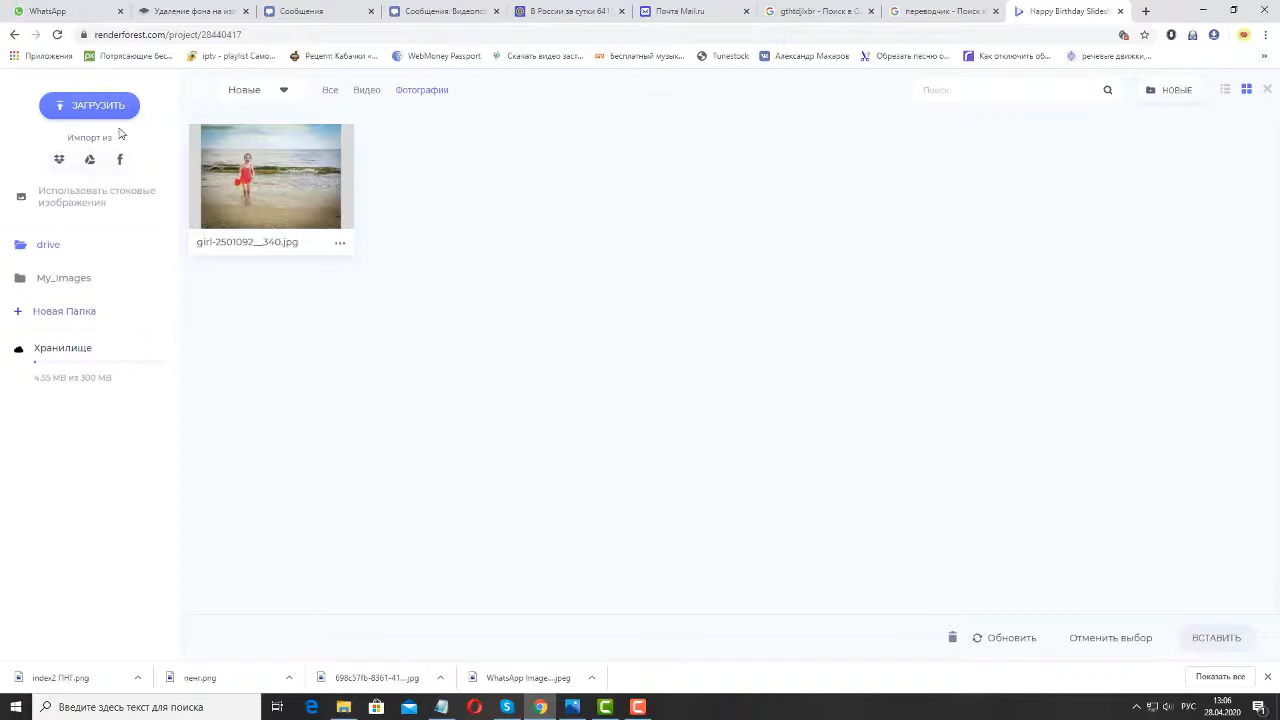 WhatsApp
Удаление фона на из
Сообщения
Сообщения: Видеопозд
В России за сутки 6 41
Почта Mail.ru
gthtdjlxbr - Поиск в G
переводчик - Поиск
Happy Birthday Slides
renderforest.com/project/28440417
Приложения
Потрясающие бес...
iptv - playlist Само...
Рецепт: Кабачки «...
WebMoney Passport
Скачать видео заст...
бесплатный музык...
Tunestock
Александр Макаров
Обрезать песню о...
Как отключить об...
речевые движки,...
ЗАГРУЗИТЬ
Импорт из
Использовать стоковые
изображения
drive
My_Images
Новая Папка
Хранилище
4.55 MB из 300 MB
Новые
Все
Видео
Фотографии
Поиск
НОВЫЕ
girl-2501092__340.jpg
Обновить
Отменить выбор
ВСТАВИТЬ
index2 ПНГ.png
пенг.png
698c57fb-8361-41....jpg
WhatsApp Image....jpeg
Показать все
Введите здесь текст для поиска
РУС
13:06
28.04.2020